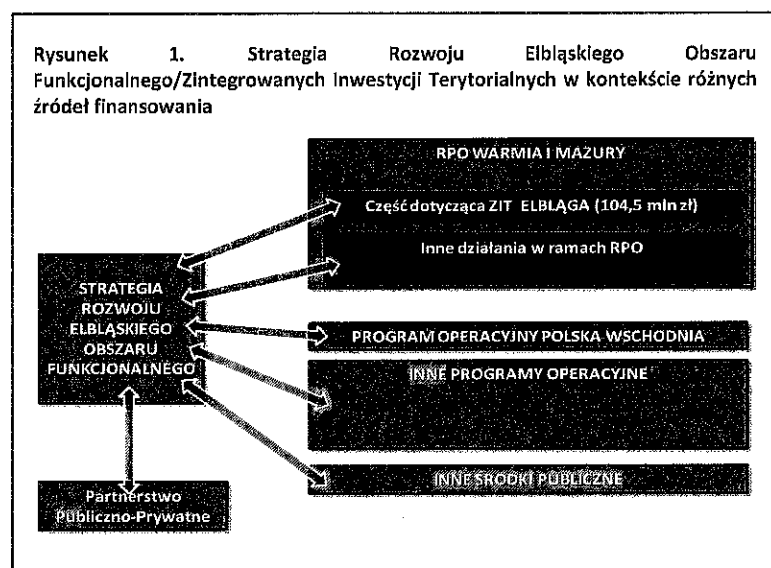 Rysunek 1. Strategia Rozwoju Elbląskiego Obszaru
Funkcjonalnego/Zintegrowanych Inwestycji Terytorialnych w kontekście różnych
źródeł finansowania
RPO WARMIA I MAZURY
Część dotycząca ZIT ELBLĄGA (104,5 mln zł)
Inne działania w ramach RPO
STRATEGIA
ROZWOJU
ELBLĄSKIEGO
OBSZARU
FUNKCJONALNEGO
PROGRAM OPERACYJNY POLSKA WSCHODNIA
INNE PROGRAMY OPERACYJNE
INNE ŚRODKI PUBLICZNE
Partnerstwo
Publiczno-Prywatne